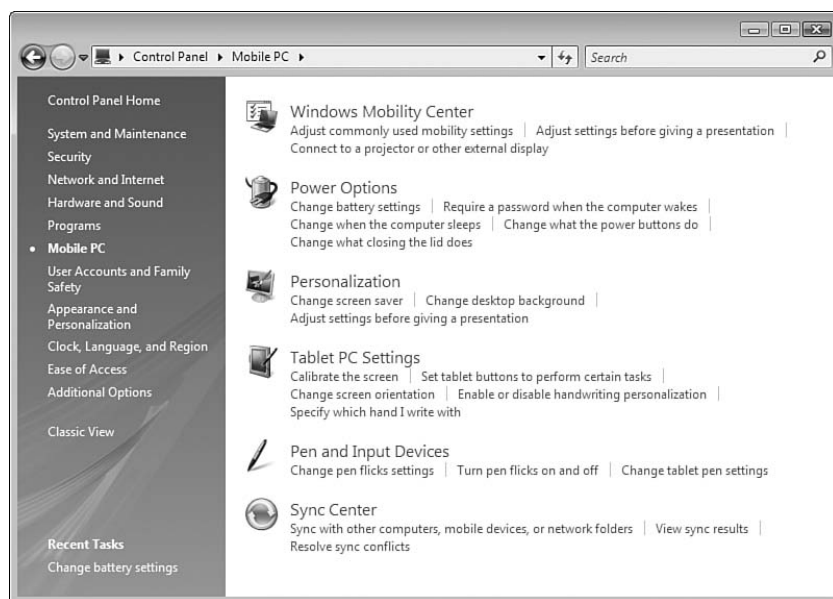 Control Panel Mobile PC Search
Control Panel Home
System and Maintenance
Security
Network and Internet
Hardware and Sound
Programs
Mobile PC
User Accounts and Family
Safety
Appearance and
Personalization
Clock, Language, and Region
Ease of Access
Additional Options
Classic View
Recent Tasks
Change battery settings
Windows Mobility Center
Adjust commonly used mobility settings | Adjust settings before giving a presentation |
Connect to a projector or other external display
Power Options
Change battery settings | Require a password when the computer wakes |
Change when the computer sleeps | Change what the power buttons do |
Change what closing the lid does
Personalization
Change screen saver | Change desktop background |
Adjust settings before giving a presentation
Tablet PC Settings
Calibrate the screen | Set tablet buttons to perform certain tasks |
Change screen orientation | Enable or disable handwriting personalization |
Specify which hand I write with
Pen and Input Devices
Change pen flicks settings | Turn pen flicks on and off | Change tablet pen settings
Sync Center
Sync with other computers, mobile devices, or network folders | View sync results |
Resolve sync conflicts